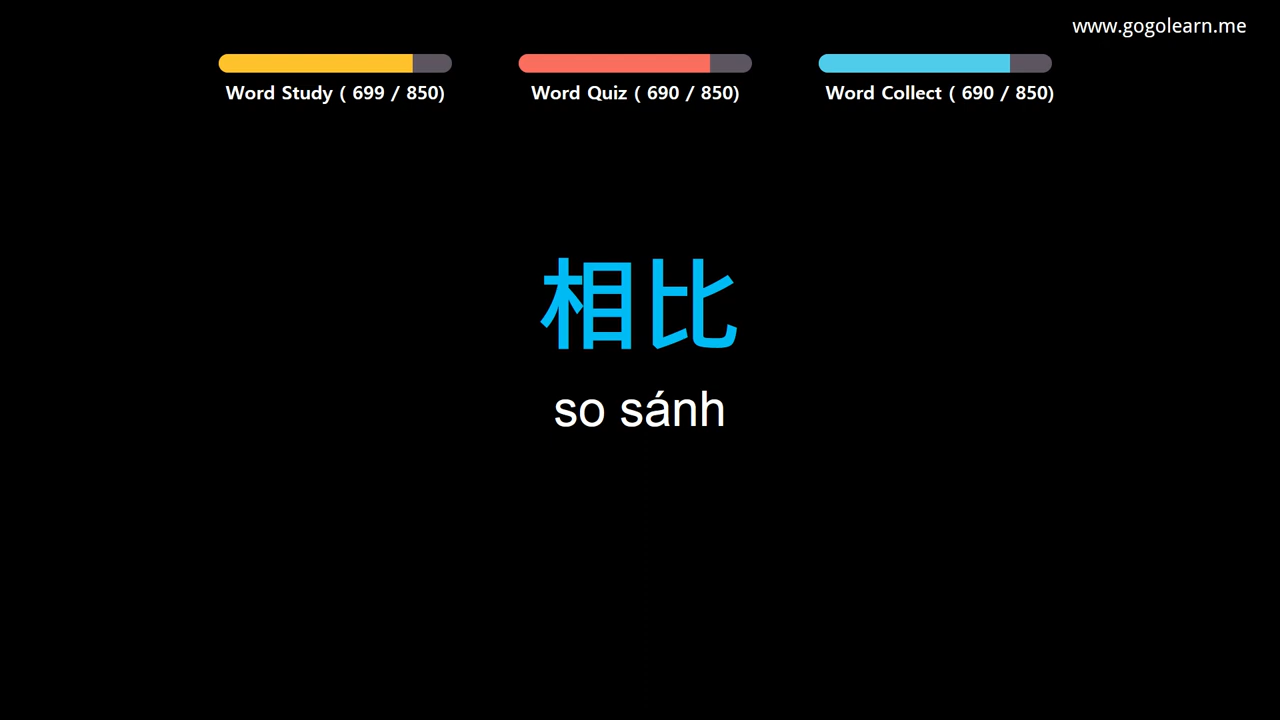 www.gogolearn.me
Word Study ( 699 / 850)
Word Quiz ( 690 / 850)
Word Collect ( 690 / 850)
相比
so sánh